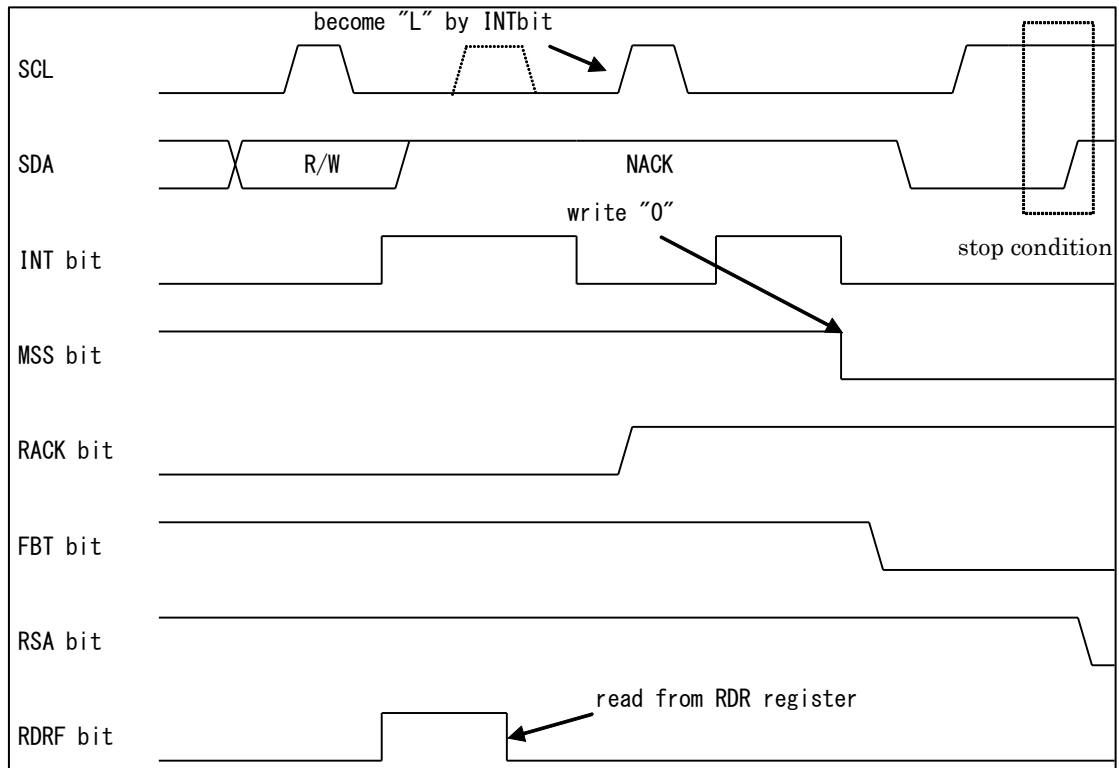 become "L" by INTbit
SCL
SDA
R/W
NACK
write "0"
stop condition
INT bit
MSS bit
RACK bit
FBT bit
RSA bit
read from RDR register
RDRF bit